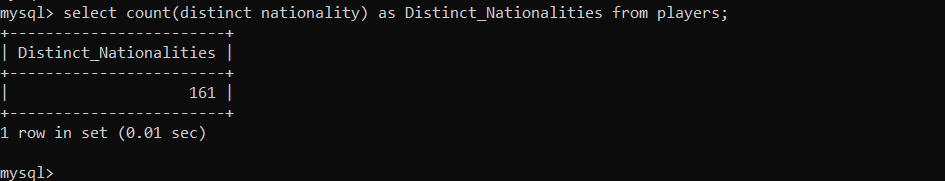 mysql> select count(distinct nationality) as Distinct_Nationalities from players;
+------------------------+
| Distinct_Nationalities |
+------------------------+
|                    161 |
+------------------------+
1 row in set (0.01 sec)

mysql>